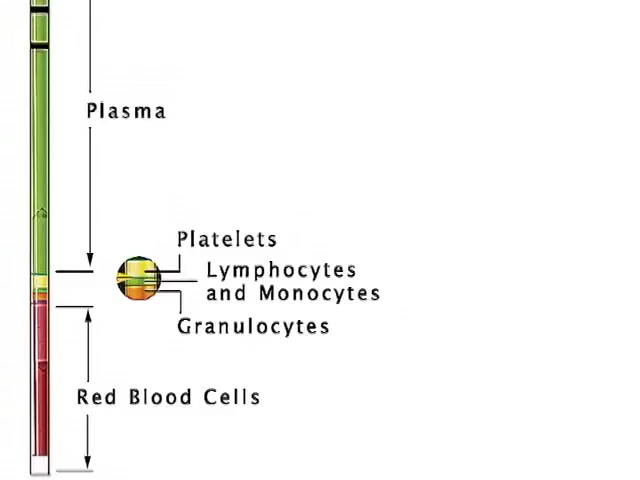 Plasma
Platelets
Lymphocytes
and Monocytes
Granulocytes
Red Blood Cells